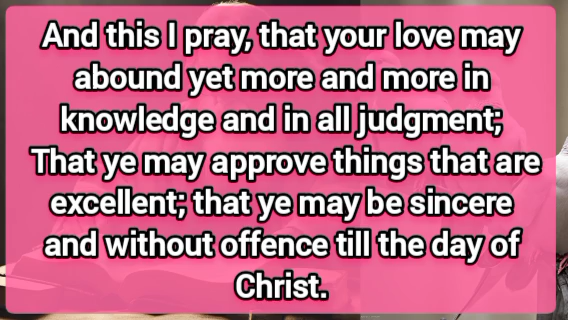 And this I pray, that your love may
abound yet more and more in
knowledge and in all judgment;
That ye may approve things that are
excellent; that ye may be sincere
and without offence till the day of
Christ.